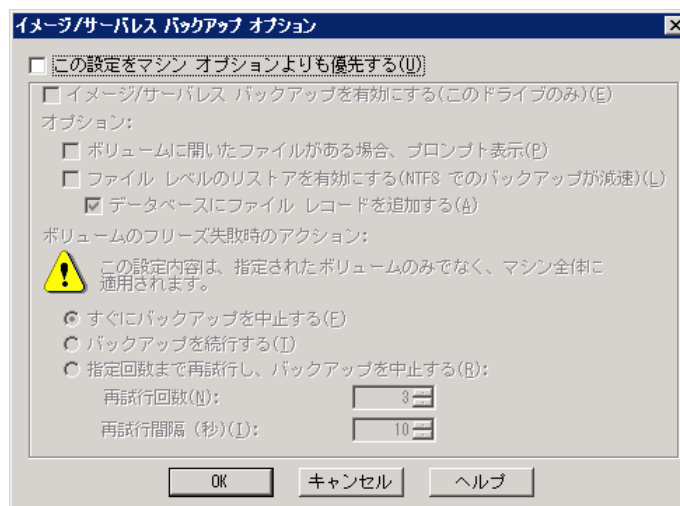 イメージ/サーバレス バックアップ オプション
この設定をマシン オプションよりも優先する(U)
イメージ/サーバレス バックアップを有効にする(このドライブのみ)(E)
オプション:
ボリュームに開いたファイルがある場合、プロンプト表示(P)
ファイル レベルのリストアを有効にする(NTFS でのバックアップが減速)(L)
データベースにファイル レコードを追加する(A)
ボリュームのフリーズ失敗時のアクション:
この設定内容は、指定されたボリュームのみでなく、マシン全体に
適用されます。
すぐにバックアップを中止する(F)
バックアップを続行する(T)
指定回数まで再試行し、バックアップを中止する(R):
再試行回数(N):
3
再試行間隔 (秒)(I):
10
OK
キャンセル
ヘルプ